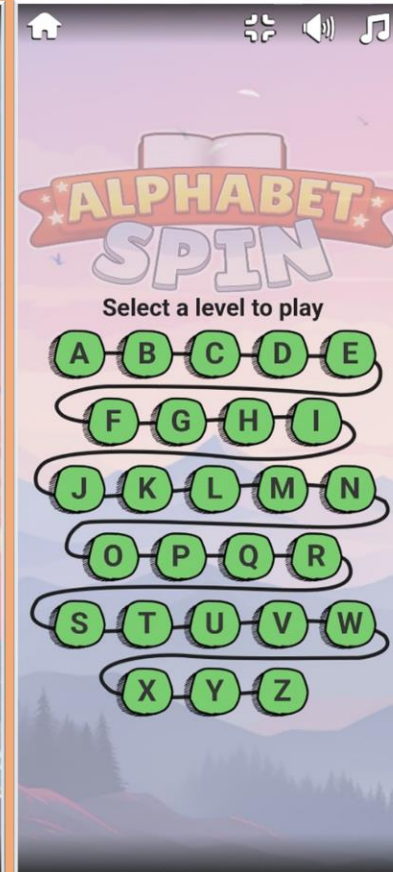 ALPHABET
SPIN
Select a level to play
A B C D E
F G H I
J K L M N
O P Q R
S T U V W
X Y Z